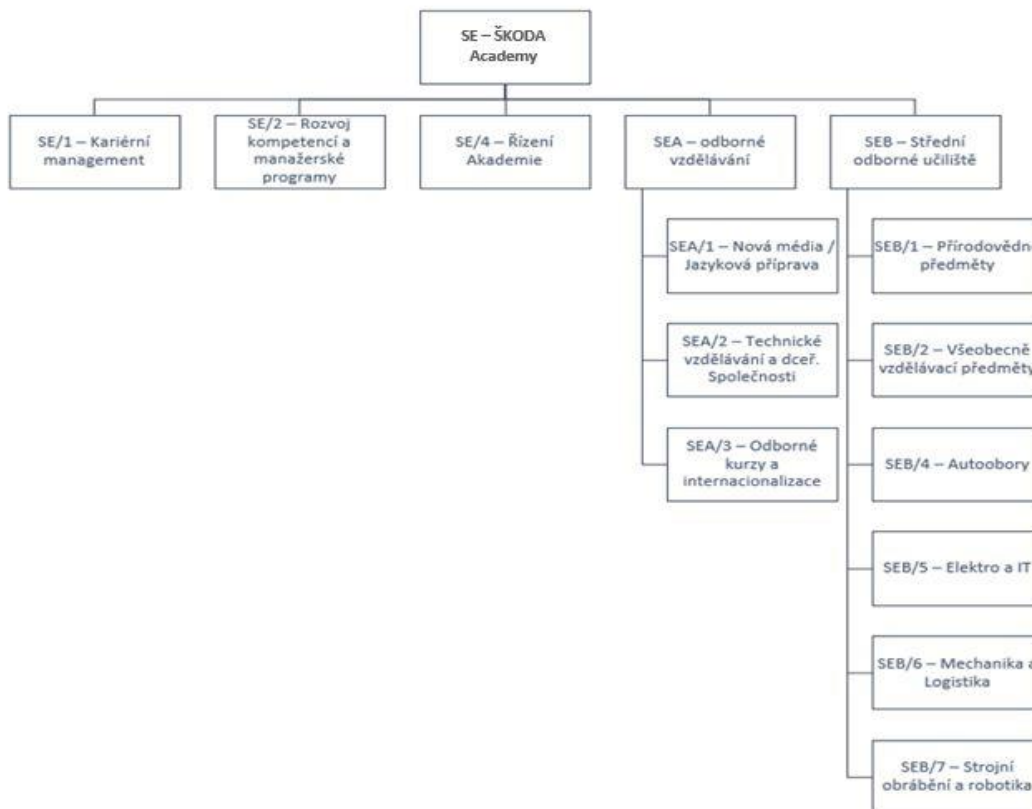 SE – ŠKODA
Academy
SE/1 – Kariérní
management
SE/2 – Rozvoj
kompetencí a
manažerské
programy
SE/4 – Řízení
Akademie
SEA – odborné
vzdělávání
SEB – Střední
odborné učiliště
SEA/1 – Nová média /
Jazyková příprava
SEA/2 – Technické
vzdělávání a dceř.
Společnosti
SEA/3 – Odborné
kurzy a
internacionalizace
SEB/1 – Přírodovědn
předměty
SEB/2 – Všeobecně
vzdělávací předměty
SEB/4 – Autoobory
SEB/5 – Elektro a IT
SEB/6 – Mechanika a
Logistika
SEB/7 – Strojní
obrábění a robotika